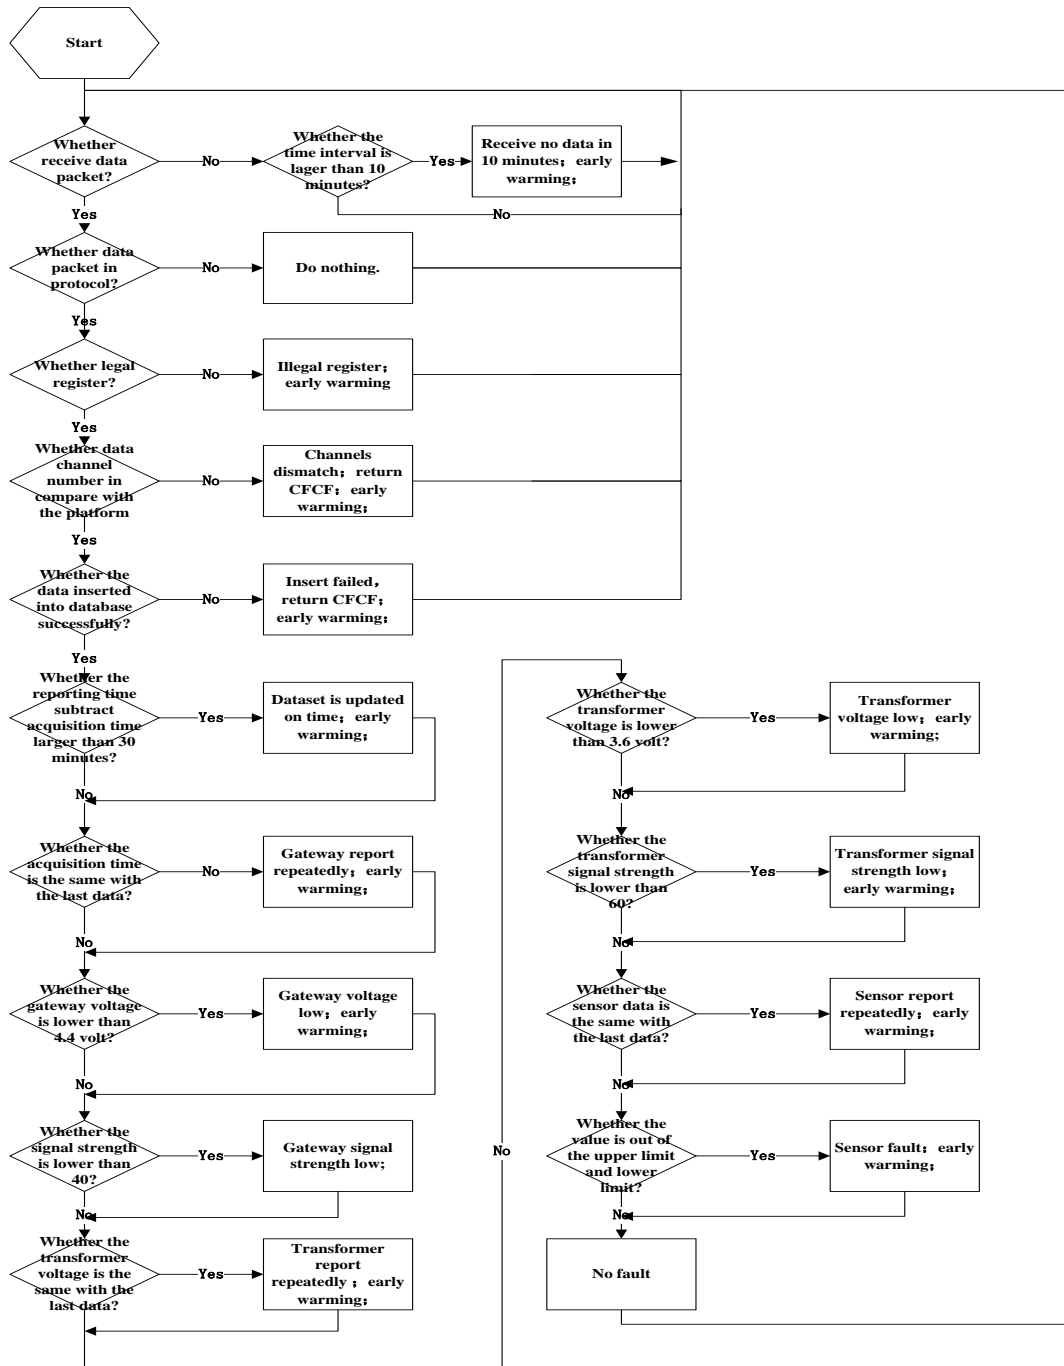 Start
Whether
receive data
packet?
No
Whether the
time interval is
lager than 10
minutes?
Yes
Receive no data in
10 minutes；early
warming；
No
Yes
Whether data
packet in
protocol?
No
Do nothing.
Yes
Whether legal
register?
No
Illegal register；
early warming
Yes
Whether data
channel
number in
compare with
the platform
No
Channels
dismatch；return
CFCF；early
warming；
Yes
Whether the
data inserted
into database
successfully?
No
Insert failed，
return CFCF；
early warming；
Yes
Whether the
reporting time
subtract
acquisition time
larger than 30
minutes?
Yes
Dataset is updated
on time；early
warming；
No
Whether the
acquisition time
is the same with
the last data?
No
Gateway report
repeatedly；early
warming；
No
Whether the
gateway voltage
is lower than
4.4 volt?
Yes
Gateway voltage
low；early
warming；
No
Whether the
signal strength
is lower than
40?
Yes
Gateway signal
strength low;
No
Whether the
transformer
voltage is the
same with the
last data?
Yes
Transformer
report
repeatedly ；early
warming；
No
Whether the
transformer
voltage is lower
than 3.6 volt?
Yes
Transformer
voltage low；early
warming;
No
Whether the
transformer
signal strength
is lower than
60?
Yes
Transformer signal
strength low；
early warming；
No
Whether the
sensor data is
the same with
the last data?
Yes
Sensor report
repeatedly；early
warming；
No
Whether the
value is out of
the upper limit
and lower
limit?
Yes
Sensor fault；early
warming；
No
No fault